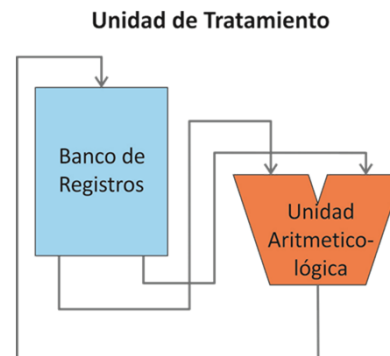 Unidad de Tratamiento
Banco de
Registros
Unidad
Aritmetico-
lógica